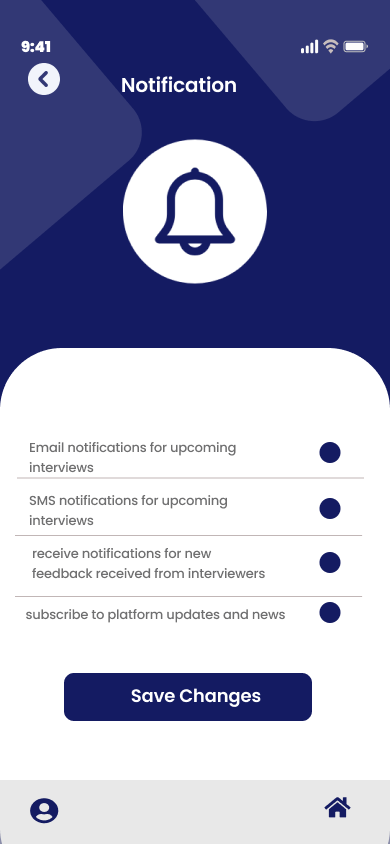 9:41
Notification
Email notifications for upcoming
interviews
SMS notifications for upcoming
interviews
receive notifications for new
feedback received from interviewers
subscribe to platform updates and news
Save Changes